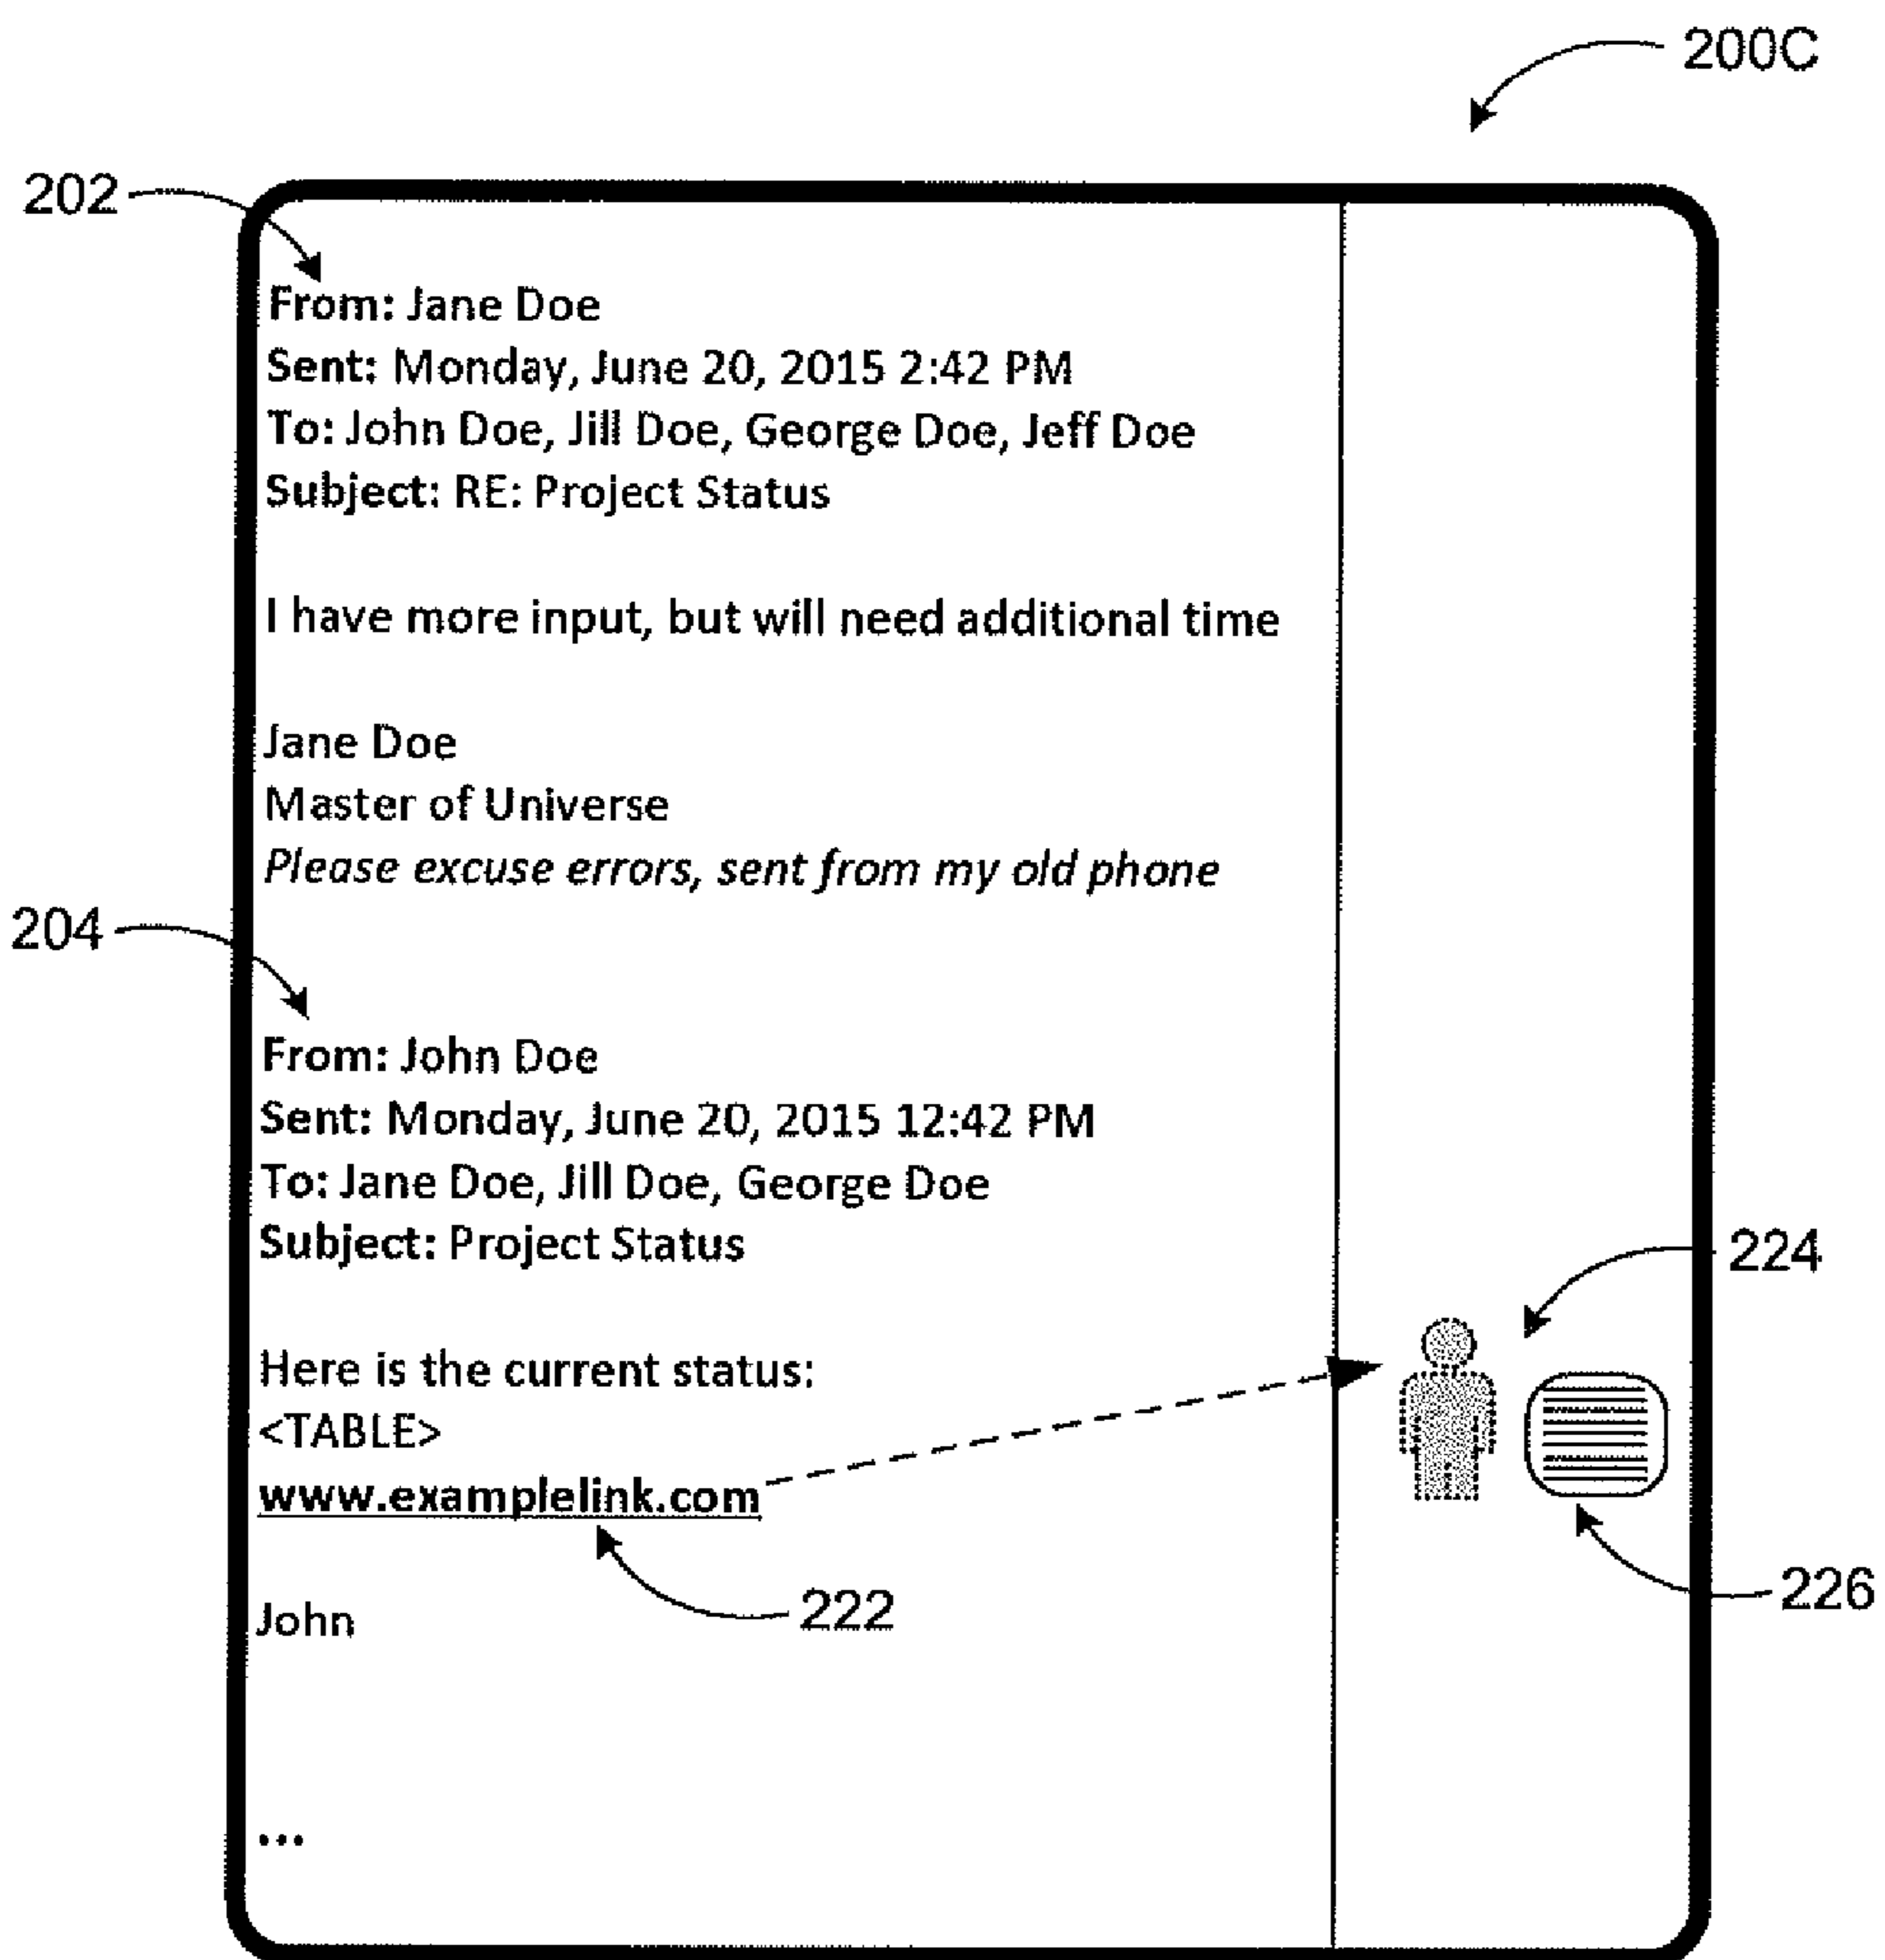 200C
202
From: Jane Doe
Sent: Monday, June 20, 2015 2:42 PM
To: John Doe, Jill Doe, George Doe, Jeff Doe
Subject: RE: Project Status
I have more input, but will need additional time
Jane Doe
Master of Universe
Please excuse errors, sent from my old phone
204
From: John Doe
Sent: Monday, June 20, 2015 12:42 PM
To: Jane Doe, Jill Doe, George Doe
Subject: Project Status
224
Here is the current status:
<TABLE>
www.examplelink.com
222
226
John
...